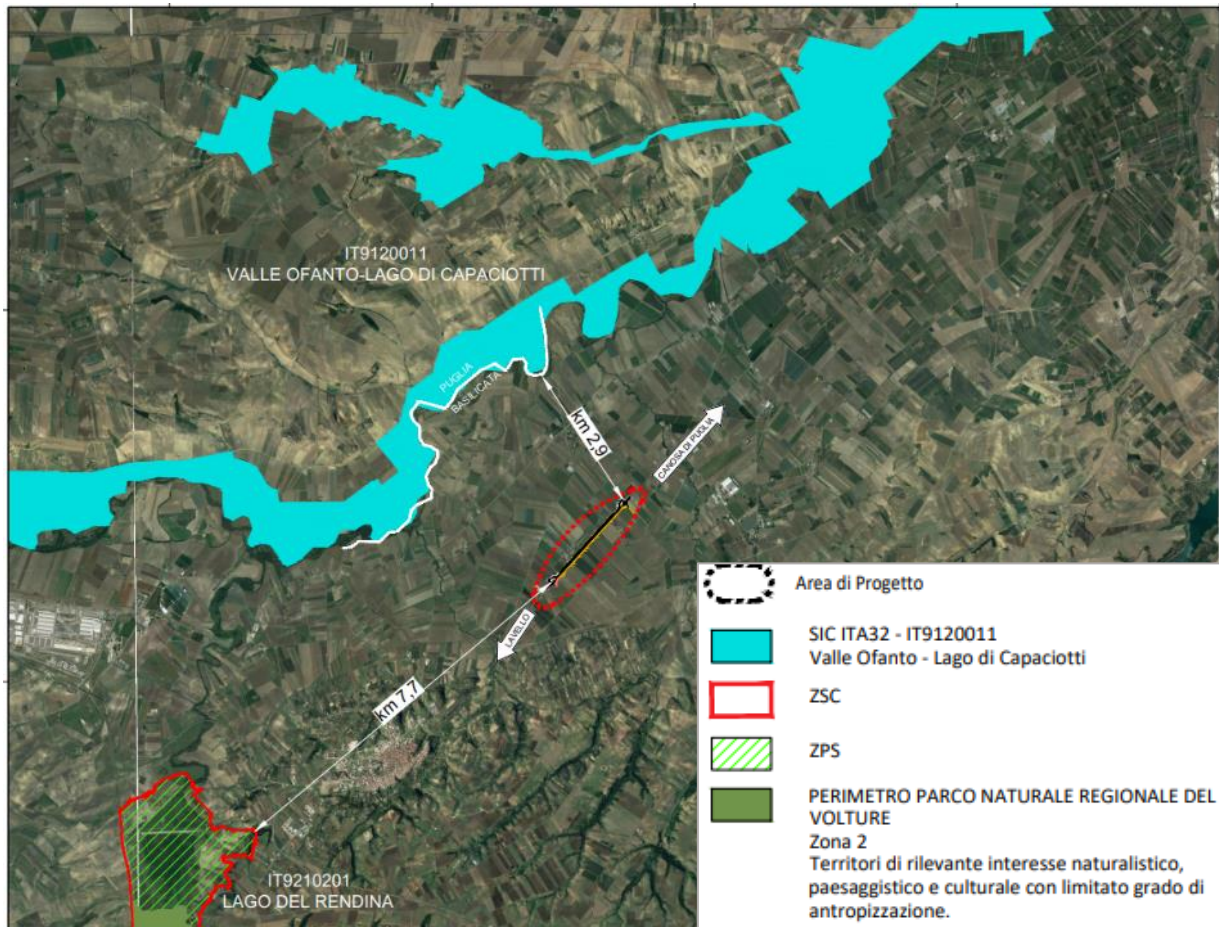 IT9120011
VALLE OFANTO-LAGO DI CAPACIOTTI
PUGLIA
BASILICATA
km 2,9
CANOSA DI PUGLIA
LAVELLO
km 7,7
IT9210201
LAGO DEL RENDINA
Area di Progetto
SIC ITA32 - IT9120011
Valle Ofanto - Lago di Capaciotti
ZSC
ZPS
PERIMETRO PARCO NATURALE REGIONALE DEL
VOLTURE
Zona 2
Territori di rilevante interesse naturalistico,
paesaggistico e culturale con limitato grado di
antropizzazione.